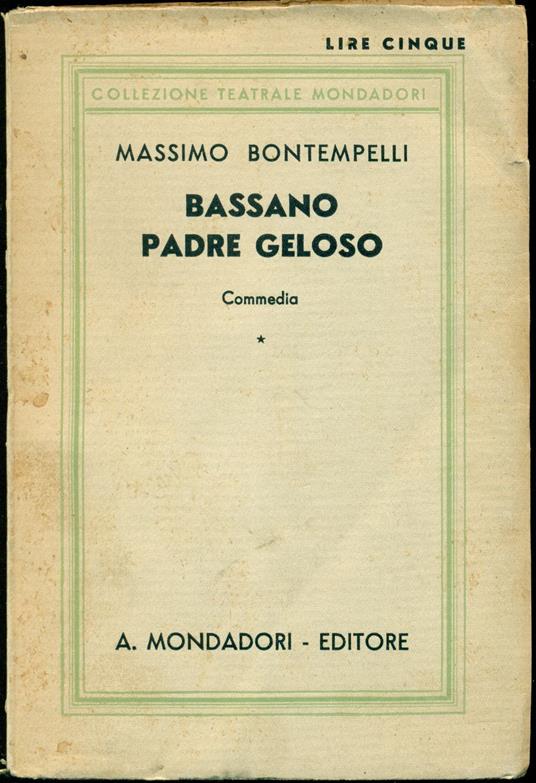 LIRE CINQUE
COLLEZIONE TEATRALE MONDADORI
MASSIMO BONTEMPELLI
BASSANO
PADRE GELOSO
Commedia
A. MONDADORI - EDITORE